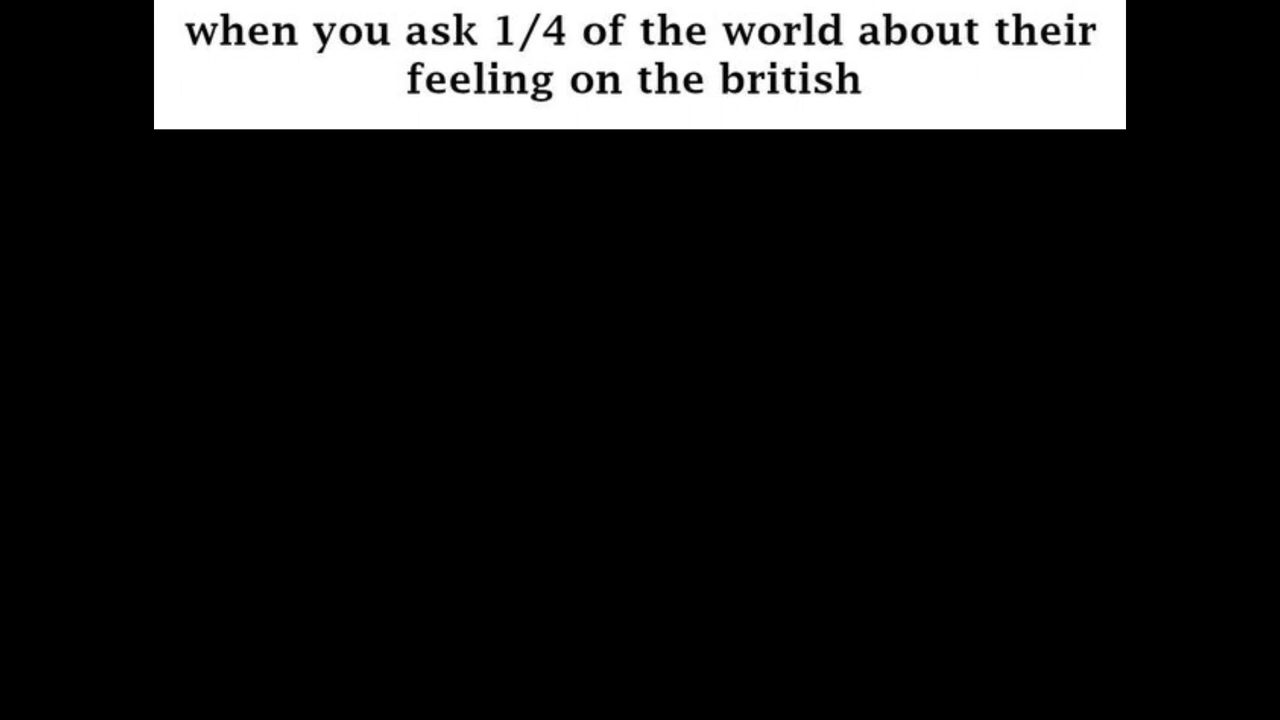 when you ask 1/4 of the world about their
feeling on the british